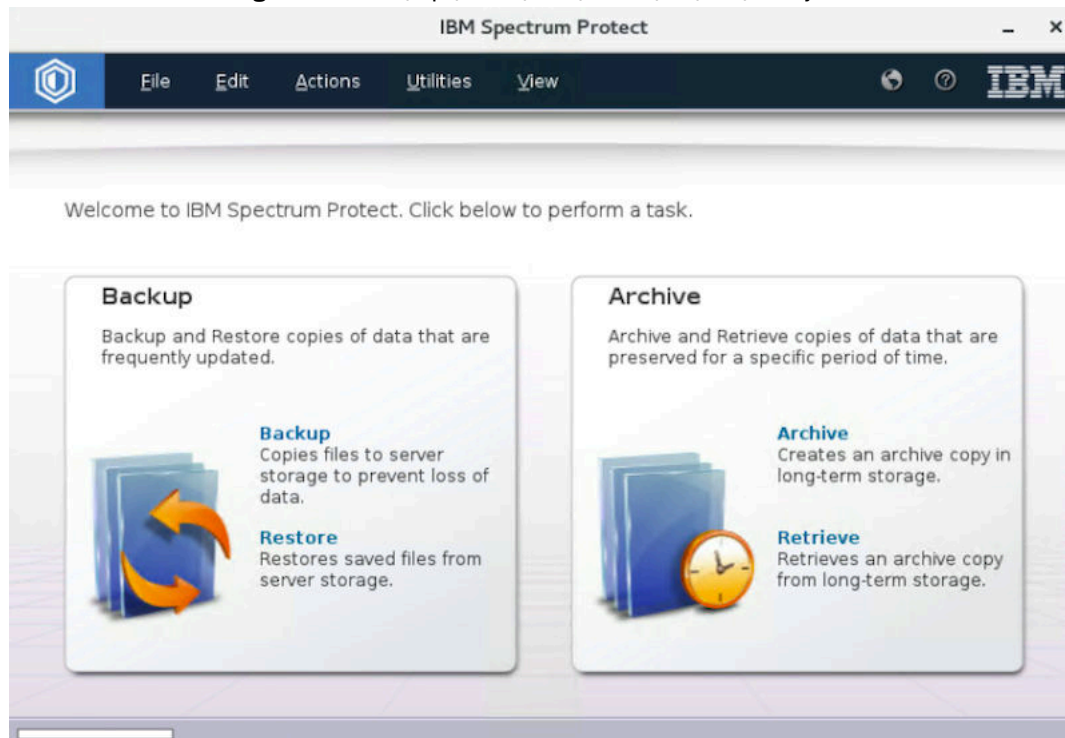 IBM Spectrum Protect
File Edit Actions Utilities View
IBM
Welcome to IBM Spectrum Protect. Click below to perform a task.
Backup
Backup and Restore copies of data that are
frequently updated.
Backup
Copies files to server
storage to prevent loss of
data.
Restore
Restores saved files from
server storage.
Archive
Archive and Retrieve copies of data that are
preserved for a specific period of time.
Archive
Creates an archive copy in
long-term storage.
Retrieve
Retrieves an archive copy
from long-term storage.